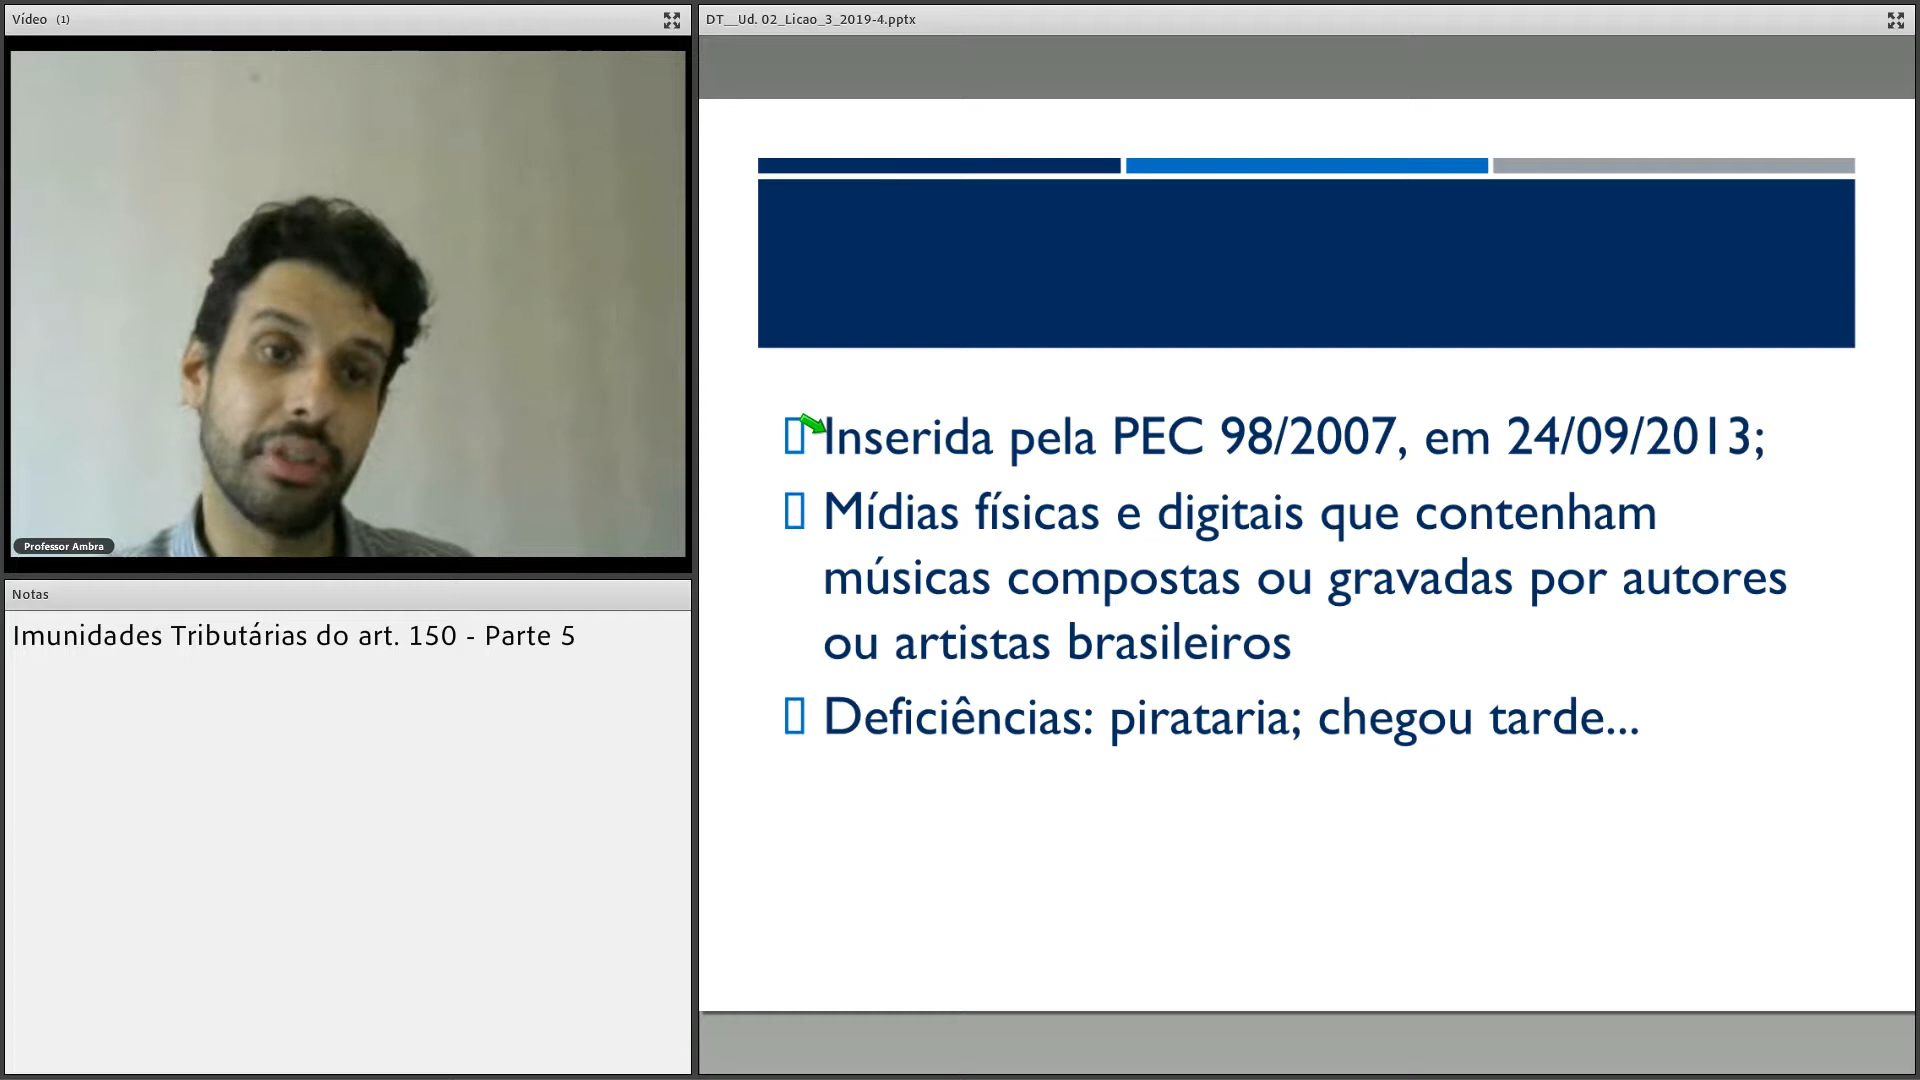 Vídeo (1)
DT__Ud. 02_Licao_3_2019-4.pptx
Professor Ambra
Notas
Imunidades Tributárias do art. 150 - Parte 5
Inserida pela PEC 98/2007, em 24/09/2013;
Mídias físicas e digitais que contenham
músicas compostas ou gravadas por autores
ou artistas brasileiros
Deficiências: pirataria; chegou tarde...